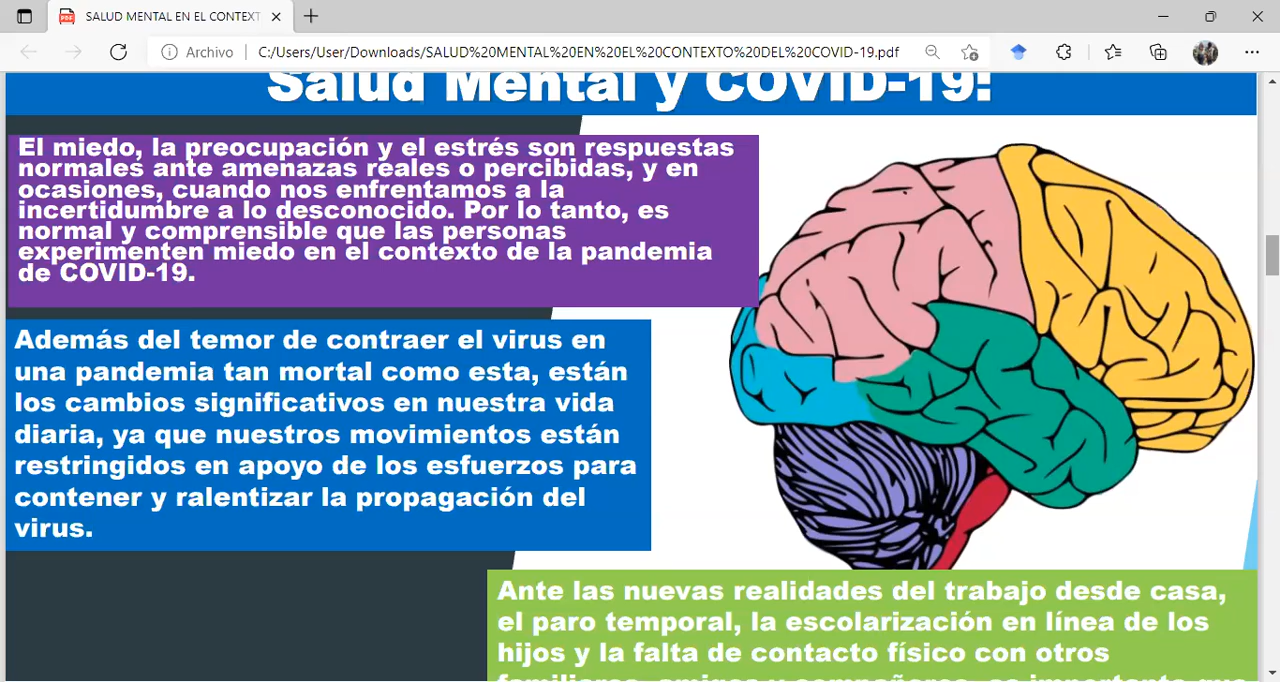 SALUD MENTAL EN EL CONTEXT
Archivo
C:/Users/User/Downloads/SALUD%20MENTAL%20EN%20EL%20CONTEXTO%20DEL%20COVID-19.pdf
Salud Mental y COVID-19!
El miedo, la preocupación y el estrés son respuestas
normales ante amenazas reales o percibidas, y en
ocasiones, cuando nos enfrentamos a la
incertidumbre a lo desconocido. Por lo tanto, es
normal y comprensible que las personas
experimenten miedo en el contexto de la pandemia
de COVID-19.
Además del temor de contraer el virus en
una pandemia tan mortal como esta, están
los cambios significativos en nuestra vida
diaria, ya que nuestros movimientos están
restringidos en apoyo de los esfuerzos para
contener y ralentizar la propagación del
virus.
Ante las nuevas realidades del trabajo desde casa,
el paro temporal, la escolarización en línea de los
hijos y la falta de contacto físico con otros
familiares, amigos y compañeros, es importante que